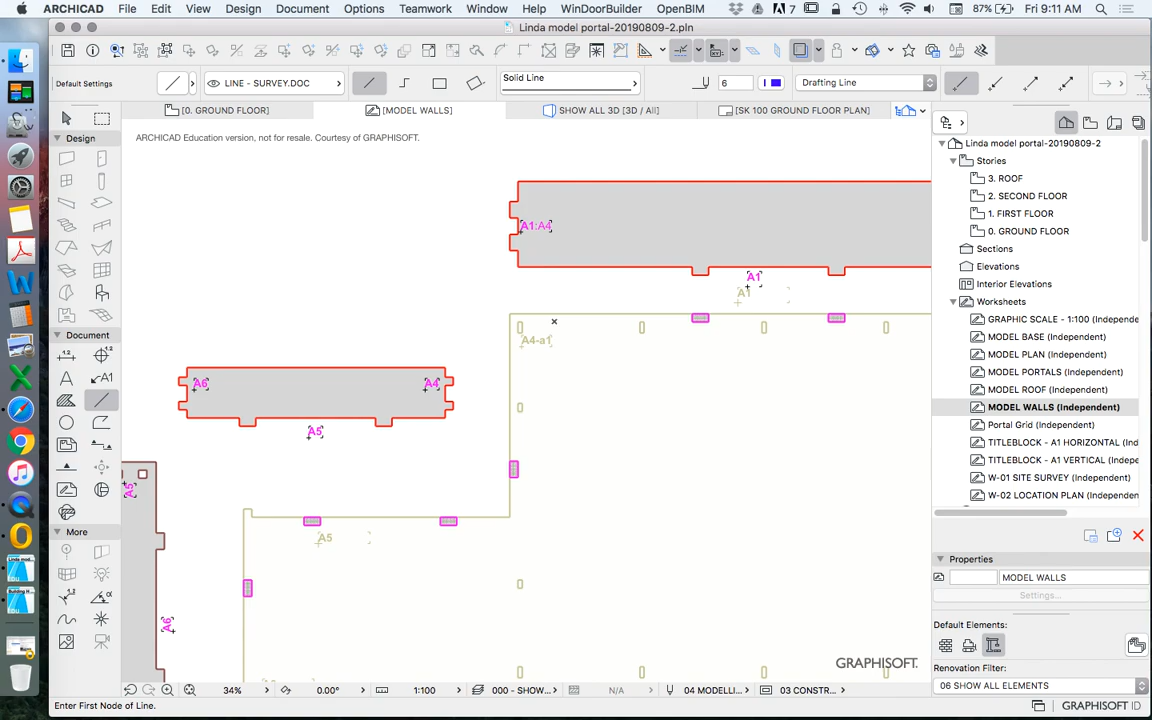 ARCHICAD File Edit View Design Document Options Teamwork Window WinDoorBuilder OpenBIM 7 87% Fri 9:11 AM
Linda model portal-20190809-2.pln
Default Settings
LINE - SURVEY.DOC
Solid Line
6
Drafting Line
[0. GROUND FLOOR]
[MODEL WALLS]
SHOW ALL 3D [3D / All]
[SK 100 GROUND FLOOR PLAN]
ARCHICAD Education version, not for resale. Courtesy of GRAPHISOFT.
Design
Document
More
A1:A4
A1
A1
A4-a1
A6
A4
A5
A5
A5
A6
GRAPHISOFT.
Linda model portal-20190809-2
Stories
3. ROOF
2. SECOND FLOOR
1. FIRST FLOOR
0. GROUND FLOOR
Sections
Elevations
Interior Elevations
Worksheets
GRAPHIC SCALE - 1:100 (Independe
MODEL BASE (Independent)
MODEL PLAN (Independent)
MODEL PORTALS (Independent)
MODEL ROOF (Independent)
MODEL WALLS (Independent)
Portal Grid (Independent)
TITLEBLOCK - A1 HORIZONTAL (Ind
TITLEBLOCK - A1 VERTICAL (Indepe
W-01 SITE SURVEY (Independent)
W-02 LOCATION PLAN (Independent)
Properties
MODEL WALLS
Settings...
Default Elements:
Renovation Filter:
06 SHOW ALL ELEMENTS
34%
0.00°
1:100
000 - SHOW...
N/A
04 MODELLI...
03 CONSTR...
Enter First Node of Line.
GRAPHISOFT ID